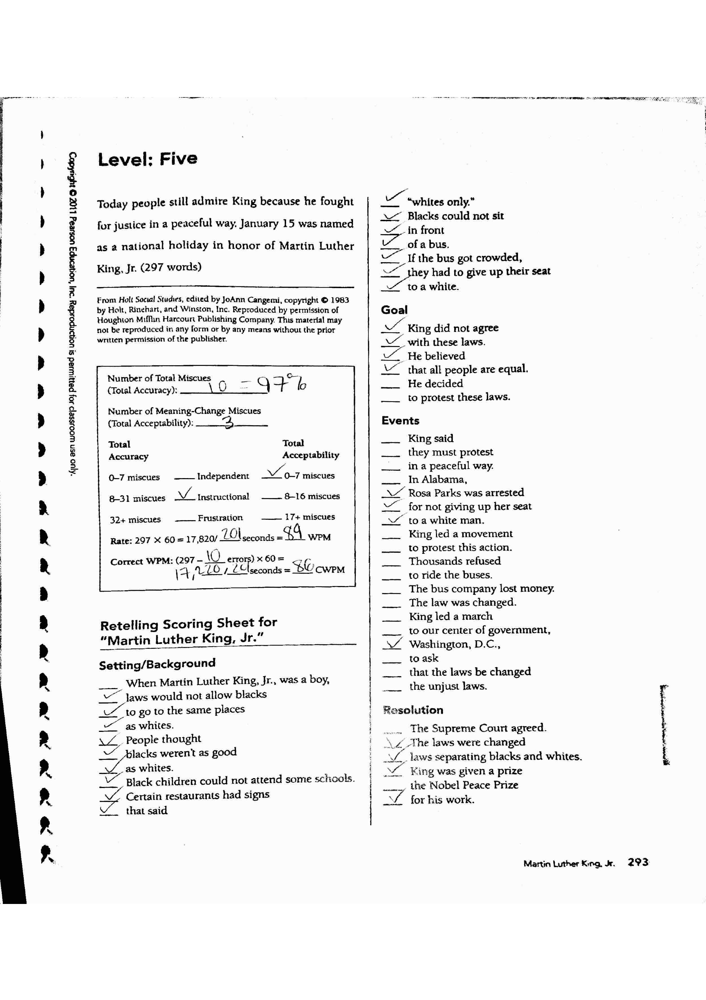 Level: Five
Copyright © 2011 Pearson Education, Inc. Reproduction is permitted for classroom use only.
Today people still admire King because he fought
for justice in a peaceful way. January 15 was named
as a national holiday in honor of Martin Luther
King, Jr. (297 words)
From Holt Social Studies, edited by JoAnn Cangemi, copyright © 1983
by Holt, Rinehart, and Winston, Inc. Reproduced by permission of
Houghton Mifflin Harcourt Publishing Company. This material may
not be reproduced in any form or by any means without the prior
written permission of the publisher.
Number of Total Miscues
(Total Accuracy): 10 = 97%
Number of Meaning-Change Miscues
(Total Acceptability): 3
Total Total
Accuracy Acceptability
0–7 miscues ___ Independent ✓ 0–7 miscues
8–31 miscues ✓ Instructional ___ 8–16 miscues
32+ miscues ___ Frustration ___ 17+ miscues
Rate: 297 × 60 = 17,820/ 201 seconds = 89 WPM
Correct WPM: (297 – 10 errors) × 60 =
17,220 / 201 seconds = 86 CWPM
Retelling Scoring Sheet for
"Martin Luther King, Jr."
Setting/Background
___ When Martin Luther King, Jr., was a boy,
✓ laws would not allow blacks
✓ to go to the same places
✓ as whites.
✓ People thought
✓ blacks weren't as good
✓ as whites.
✓ Black children could not attend some schools.
✓ Certain restaurants had signs
✓ that said
✓ "whites only."
✓ Blacks could not sit
✓ in front
✓ of a bus.
✓ If the bus got crowded,
✓ they had to give up their seat
✓ to a white.
Goal
✓ King did not agree
✓ with these laws.
✓ He believed
✓ that all people are equal.
___ He decided
___ to protest these laws.
Events
___ King said
___ they must protest
___ in a peaceful way.
___ In Alabama,
✓ Rosa Parks was arrested
✓ for not giving up her seat
✓ to a white man.
___ King led a movement
___ to protest this action.
___ Thousands refused
___ to ride the buses.
___ The bus company lost money.
___ The law was changed.
___ King led a march
___ to our center of government,
✓ Washington, D.C.,
___ to ask
___ that the laws be changed
___ the unjust laws.
Resolution
___ The Supreme Court agreed.
✓ The laws were changed
✓ laws separating blacks and whites.
✓ King was given a prize
___ the Nobel Peace Prize
✓ for his work.
Martin Luther King, Jr. 293